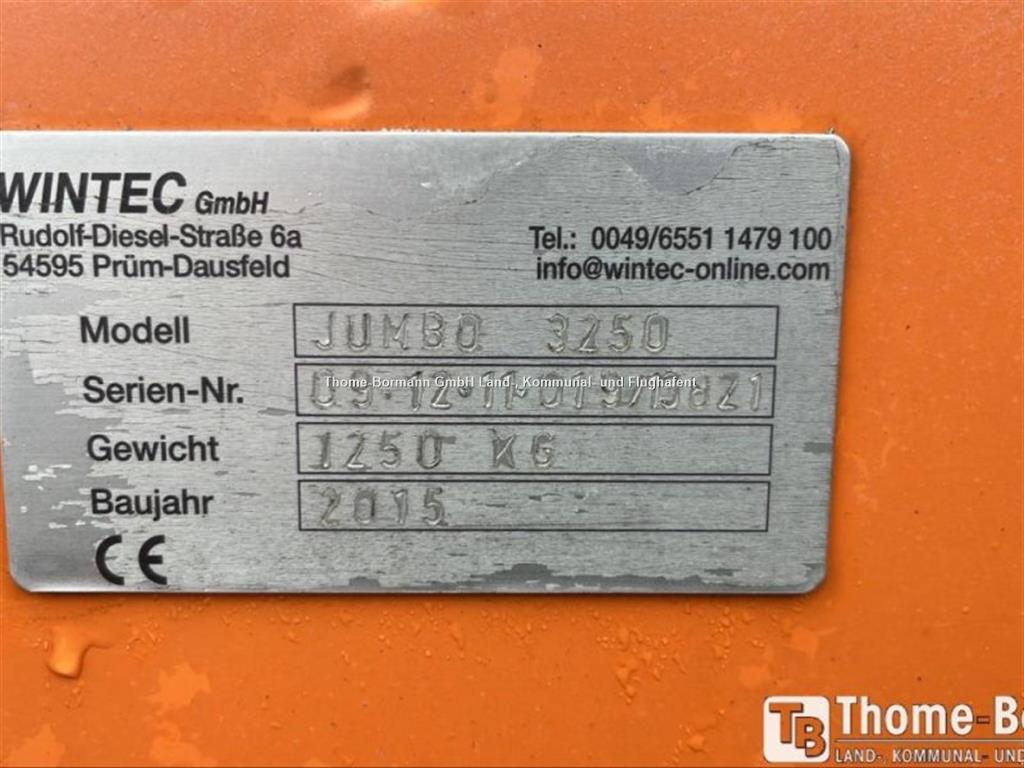 WINTEC GmbH
Rudolf-Diesel-Straße 6a
54595 Prüm-Dausfeld
Tel.: 0049/6551 1479 100
info@wintec-online.com
Modell JUMBO 3250
Thome-Bormann GmbH Land-, Kommunal- und Flughafent
Serien-Nr.
Gewicht 1250 KG
Baujahr 2015
CE
TB Thome-Bo
LAND-, KOMMUNAL- UND